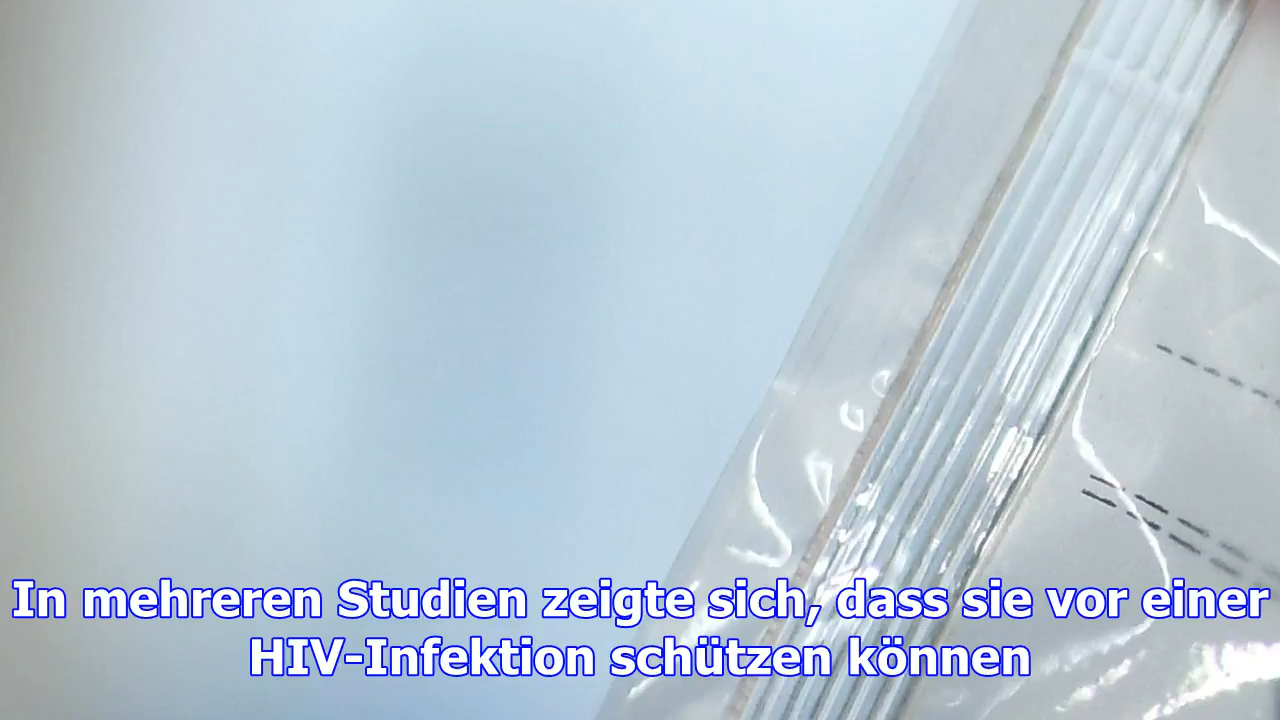 In mehreren Studien zeigte sich, dass sie vor einer
HIV-Infektion schützen können